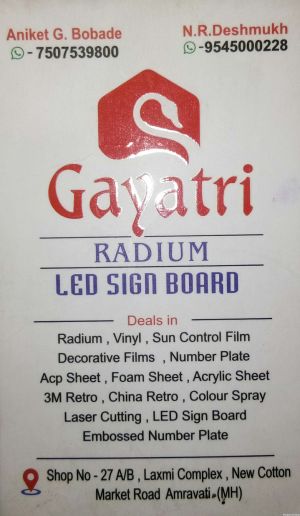 Aniket G. Bobade
- 7507539800
N.R.Deshmukh
-9545000228
Gayatri
RADIUM
LED SIGN BOARD
Deals in
Radium , Vinyl , Sun Control Film
Decorative Films , Number Plate
Acp Sheet , Foam Sheet , Acrylic Sheet
3M Retro , China Retro , Colour Spray
Laser Cutting , LED Sign Board
Embossed Number Plate
Shop No - 27 A/B , Laxmi Complex , New Cotton
Market Road Amravati (MH)